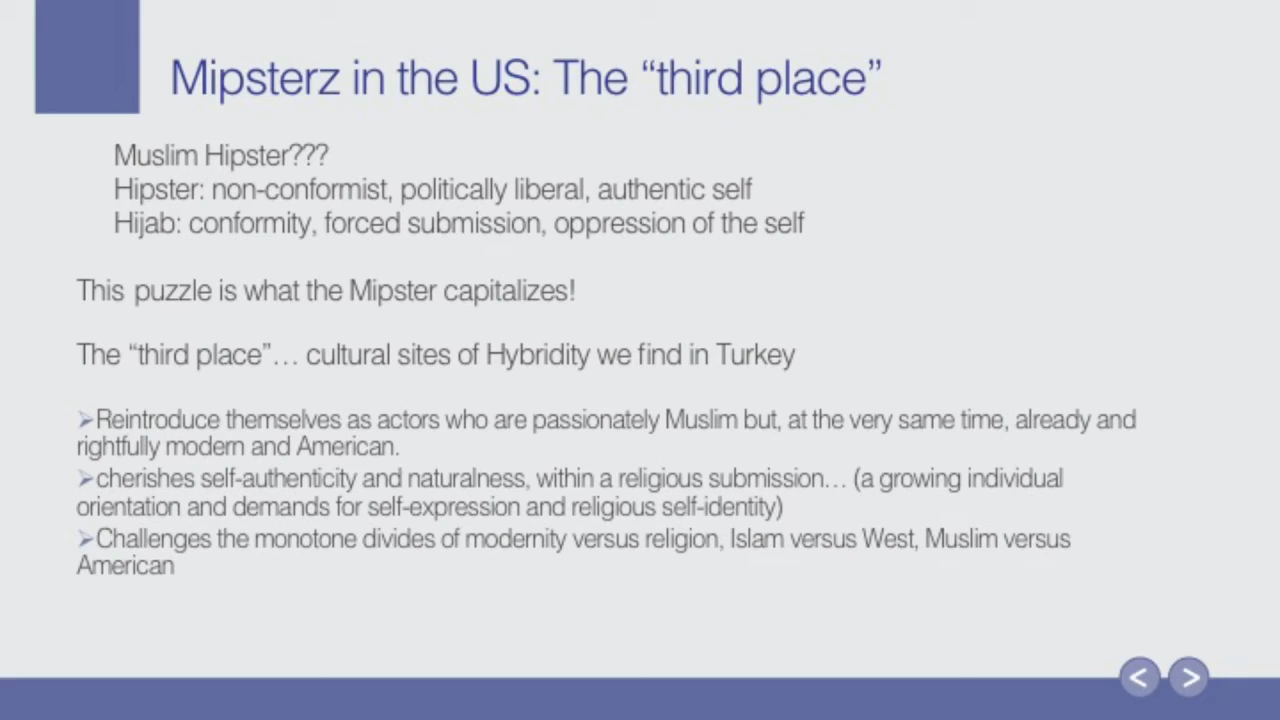 Mipsterz in the US: The “third place”
Muslim Hipster???
Hipster: non-conformist, politically liberal, authentic self
Hijab: conformity, forced submission, oppression of the self
This puzzle is what the Mipster capitalizes!
The “third place”… cultural sites of Hybridity we find in Turkey
➢Reintroduce themselves as actors who are passionately Muslim but, at the very same time, already and
rightfully modern and American.
➢cherishes self-authenticity and naturalness, within a religious submission… (a growing individual
orientation and demands for self-expression and religious self-identity)
➢Challenges the monotone divides of modernity versus religion, Islam versus West, Muslim versus
American